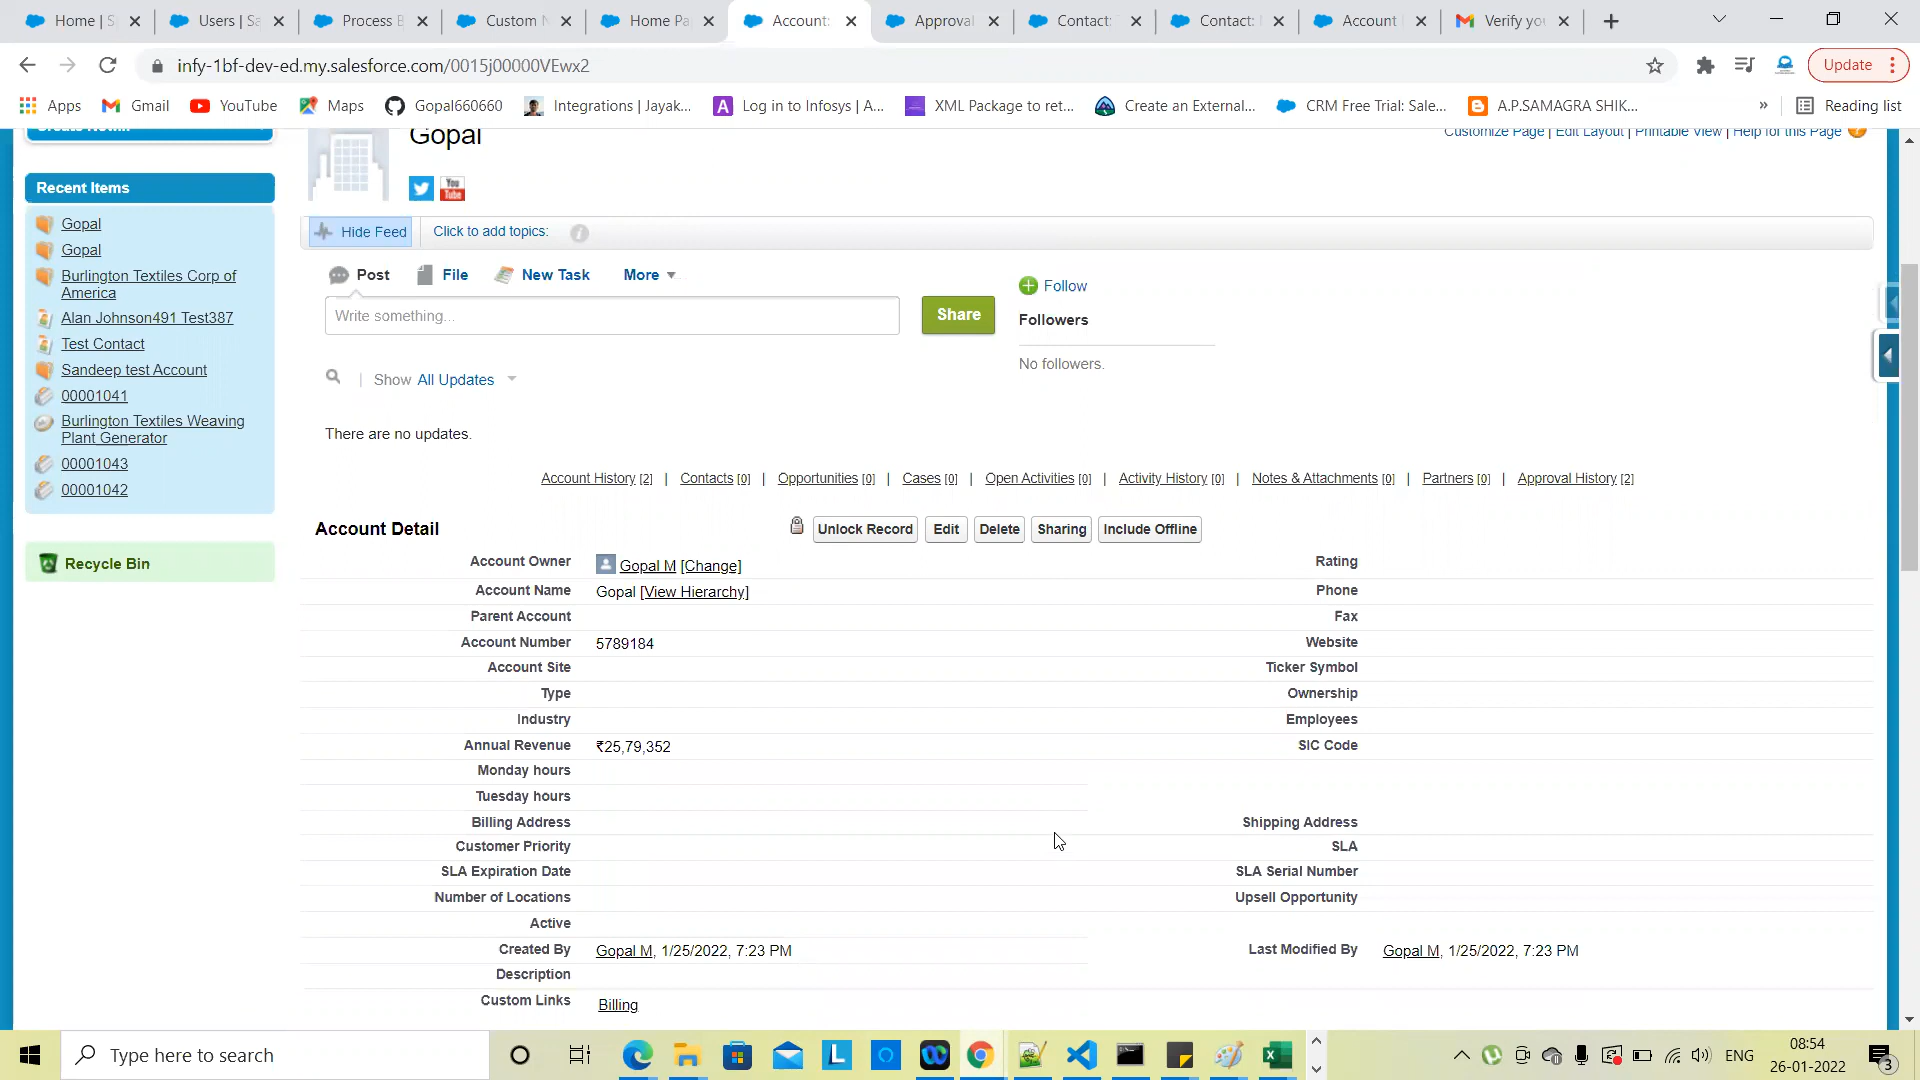 Home | S
Users | Sa
Process B
Custom N
Home Pa
Account:
Approval
Contact:
Contact:
Account
Verify yo
infy-1bf-dev-ed.my.salesforce.com/0015j00000VEwx2
Update
Apps
Gmail
YouTube
Maps
Gopal660660
Integrations | Jayak...
Log in to Infosys | A...
XML Package to ret...
Create an External...
CRM Free Trial: Sale...
A.P.SAMAGRA SHIK...
»
Reading list
Gopal
Customize Page | Edit Layout | Printable View | Help for this Page
Recent Items
Gopal
Gopal
Burlington Textiles Corp of
America
Alan Johnson491 Test387
Test Contact
Sandeep test Account
00001041
Burlington Textiles Weaving
Plant Generator
00001043
00001042
Recycle Bin
You
Tube
Hide Feed
Click to add topics:
Post
File
New Task
More
Write something...
Share
Follow
Followers
No followers.
Show All Updates
There are no updates.
Account History [2] | Contacts [0] | Opportunities [0] | Cases [0] | Open Activities [0] | Activity History [0] | Notes & Attachments [0] | Partners [0] | Approval History [2]
Account Detail
Unlock Record
Edit
Delete
Sharing
Include Offline
Account Owner Gopal M [Change] Rating
Account Name Gopal [View Hierarchy] Phone
Parent Account Fax
Account Number 5789184 Website
Account Site Ticker Symbol
Type Ownership
Industry Employees
Annual Revenue ₹25,79,352 SIC Code
Monday hours
Tuesday hours
Billing Address Shipping Address
Customer Priority SLA
SLA Expiration Date SLA Serial Number
Number of Locations Upsell Opportunity
Active
Created By Gopal M, 1/25/2022, 7:23 PM Last Modified By Gopal M, 1/25/2022, 7:23 PM
Description
Custom Links Billing
Type here to search
ENG
08:54
26-01-2022
3